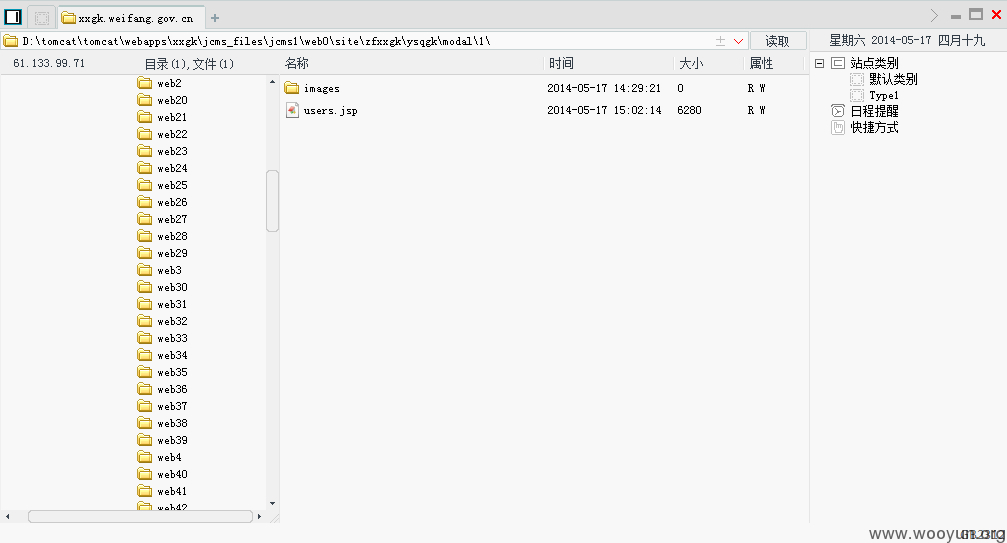 xxgk.weifang.gov.cn
D:\tomcat\tomcat\webapps\xxgk\jcms_files\jcms1\web0\site\zfxxgk\ysqgk\modal\1\ 读取 星期六 2014-05-17 四月十九
61.133.99.71 目录(1),文件(1) 名称 时间 大小 属性
web2
web20
web21
web22
web23
web24
web25
web26
web27
web28
web29
web3
web30
web31
web32
web33
web34
web35
web36
web37
web38
web39
web4
web40
web41
web42
images 2014-05-17 14:29:21 0 R W
users.jsp 2014-05-17 15:02:14 6280 R W
站点类别
默认类别
Type1
日程提醒
快捷方式
www.wooyun.org